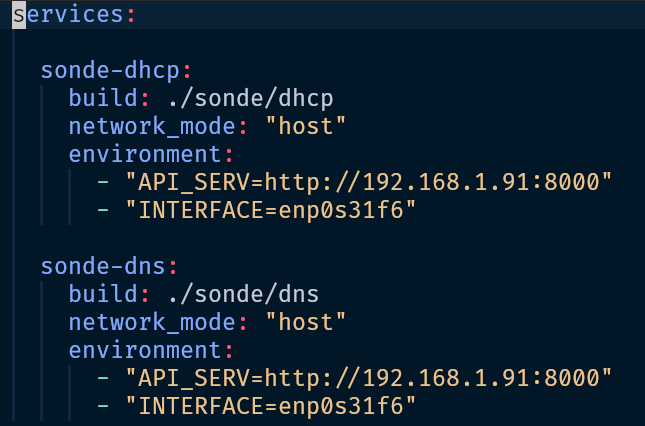 services:
sonde-dhcp:
build: ./sonde/dhcp
network_mode: "host"
environment:
- "API_SERV=http://192.168.1.91:8000"
- "INTERFACE=enp0s31f6"
sonde-dns:
build: ./sonde/dns
network_mode: "host"
environment:
- "API_SERV=http://192.168.1.91:8000"
- "INTERFACE=enp0s31f6"